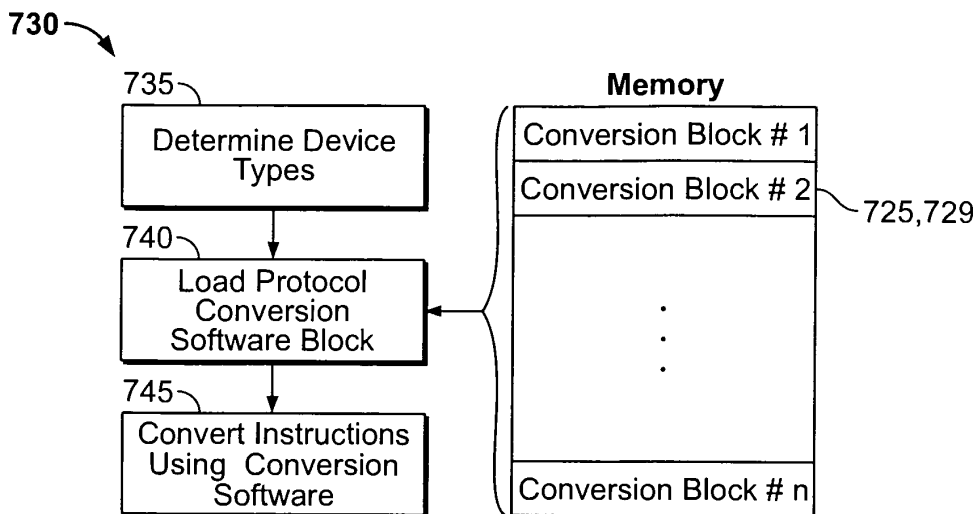 730
735
Determine Device
Types
740
Load Protocol
Conversion
Software Block
745
Convert Instructions
Using Conversion
Software
Memory
Conversion Block # 1
Conversion Block # 2
725,729
Conversion Block # n